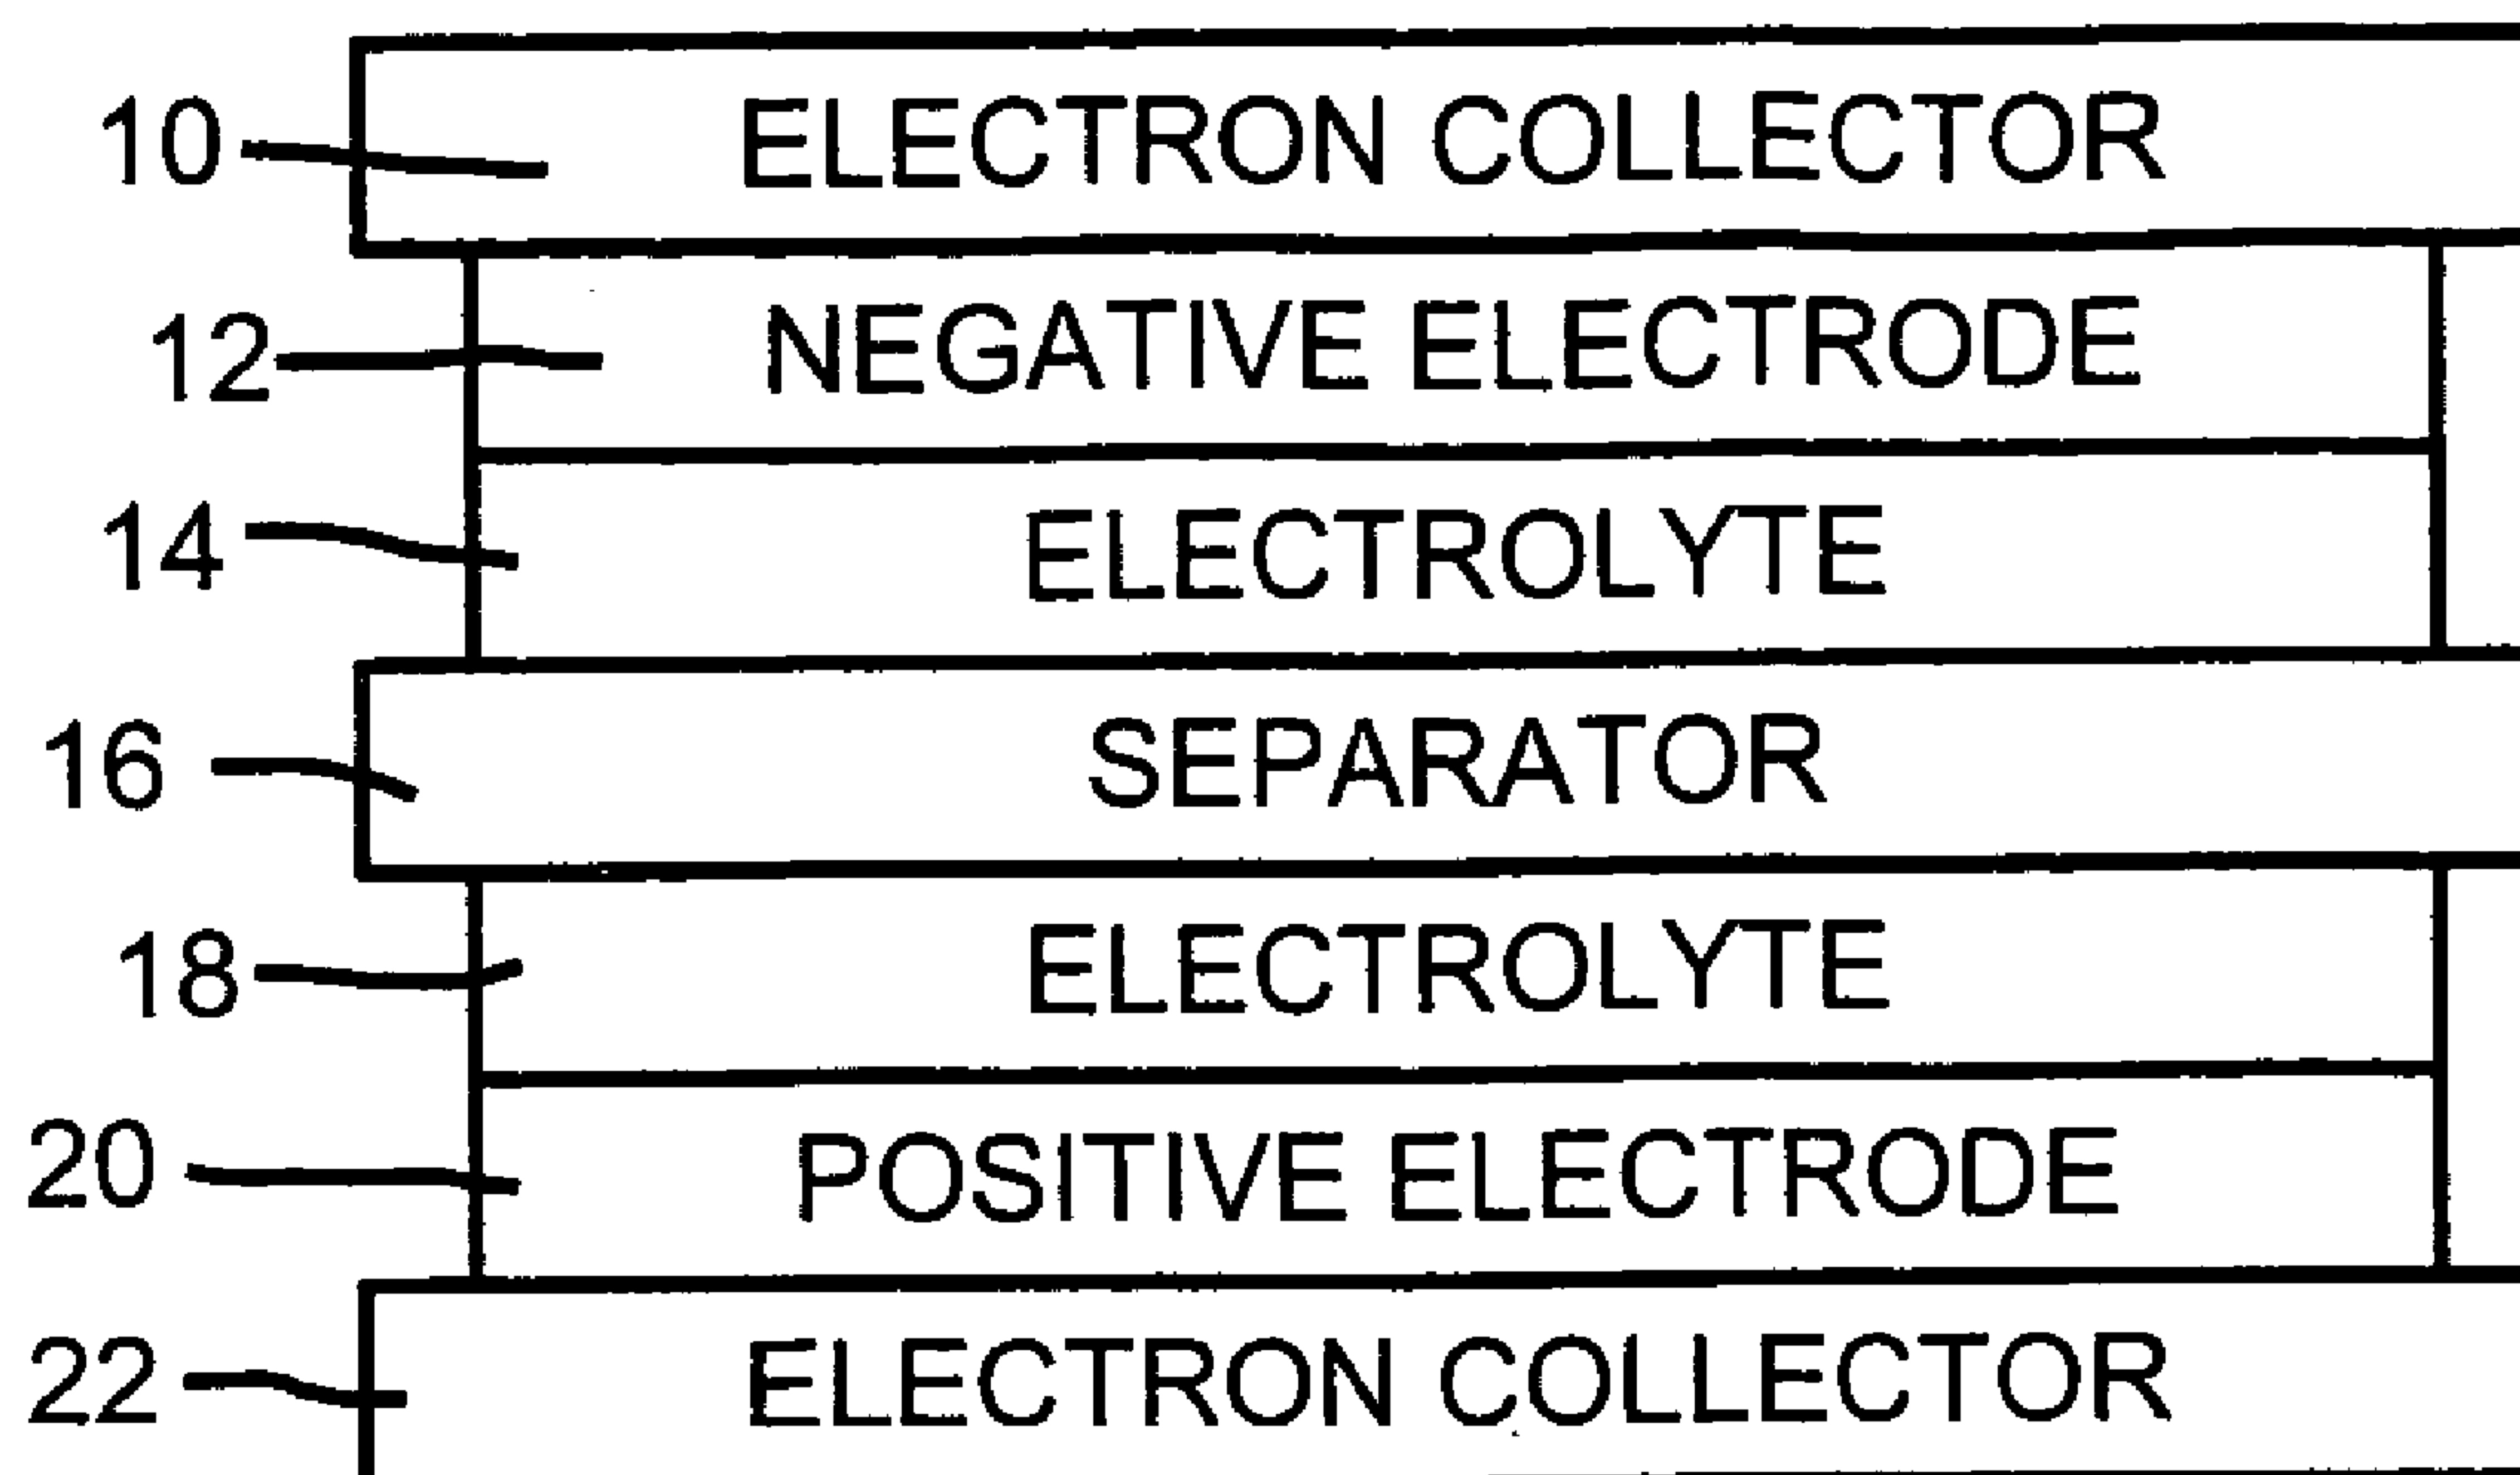 10 ELECTRON COLLECTOR
12 NEGATIVE ELECTRODE
14 ELECTROLYTE
16 SEPARATOR
18 ELECTROLYTE
20 POSITIVE ELECTRODE
22 ELECTRON COLLECTOR